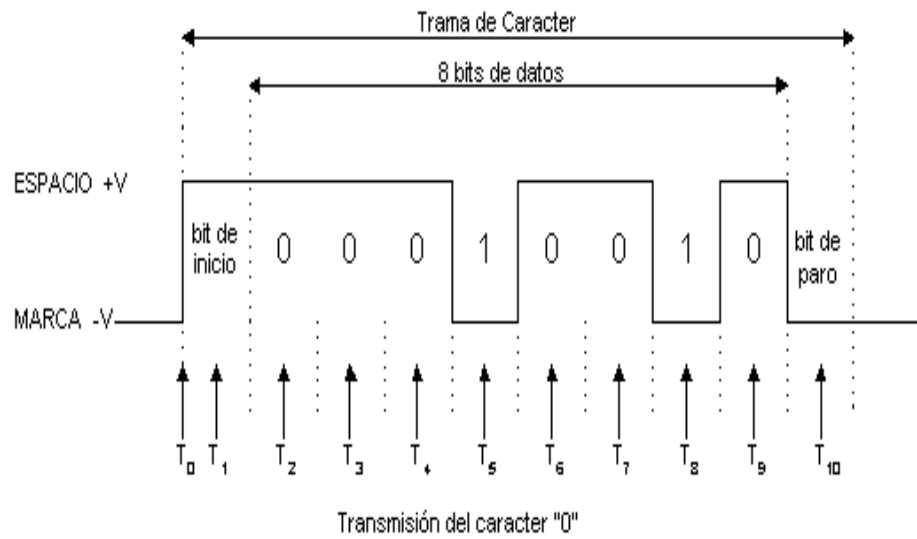 Trama de Caracter
8 bits de datos
ESPACIO +V
bit de
inicio
0 0 0 1 0 0 1 0
bit de
paro
MARCA -V
T0 T1 T2 T3 T4 T5 T6 T7 T8 T9 T10
Transmisión del caracter "0"